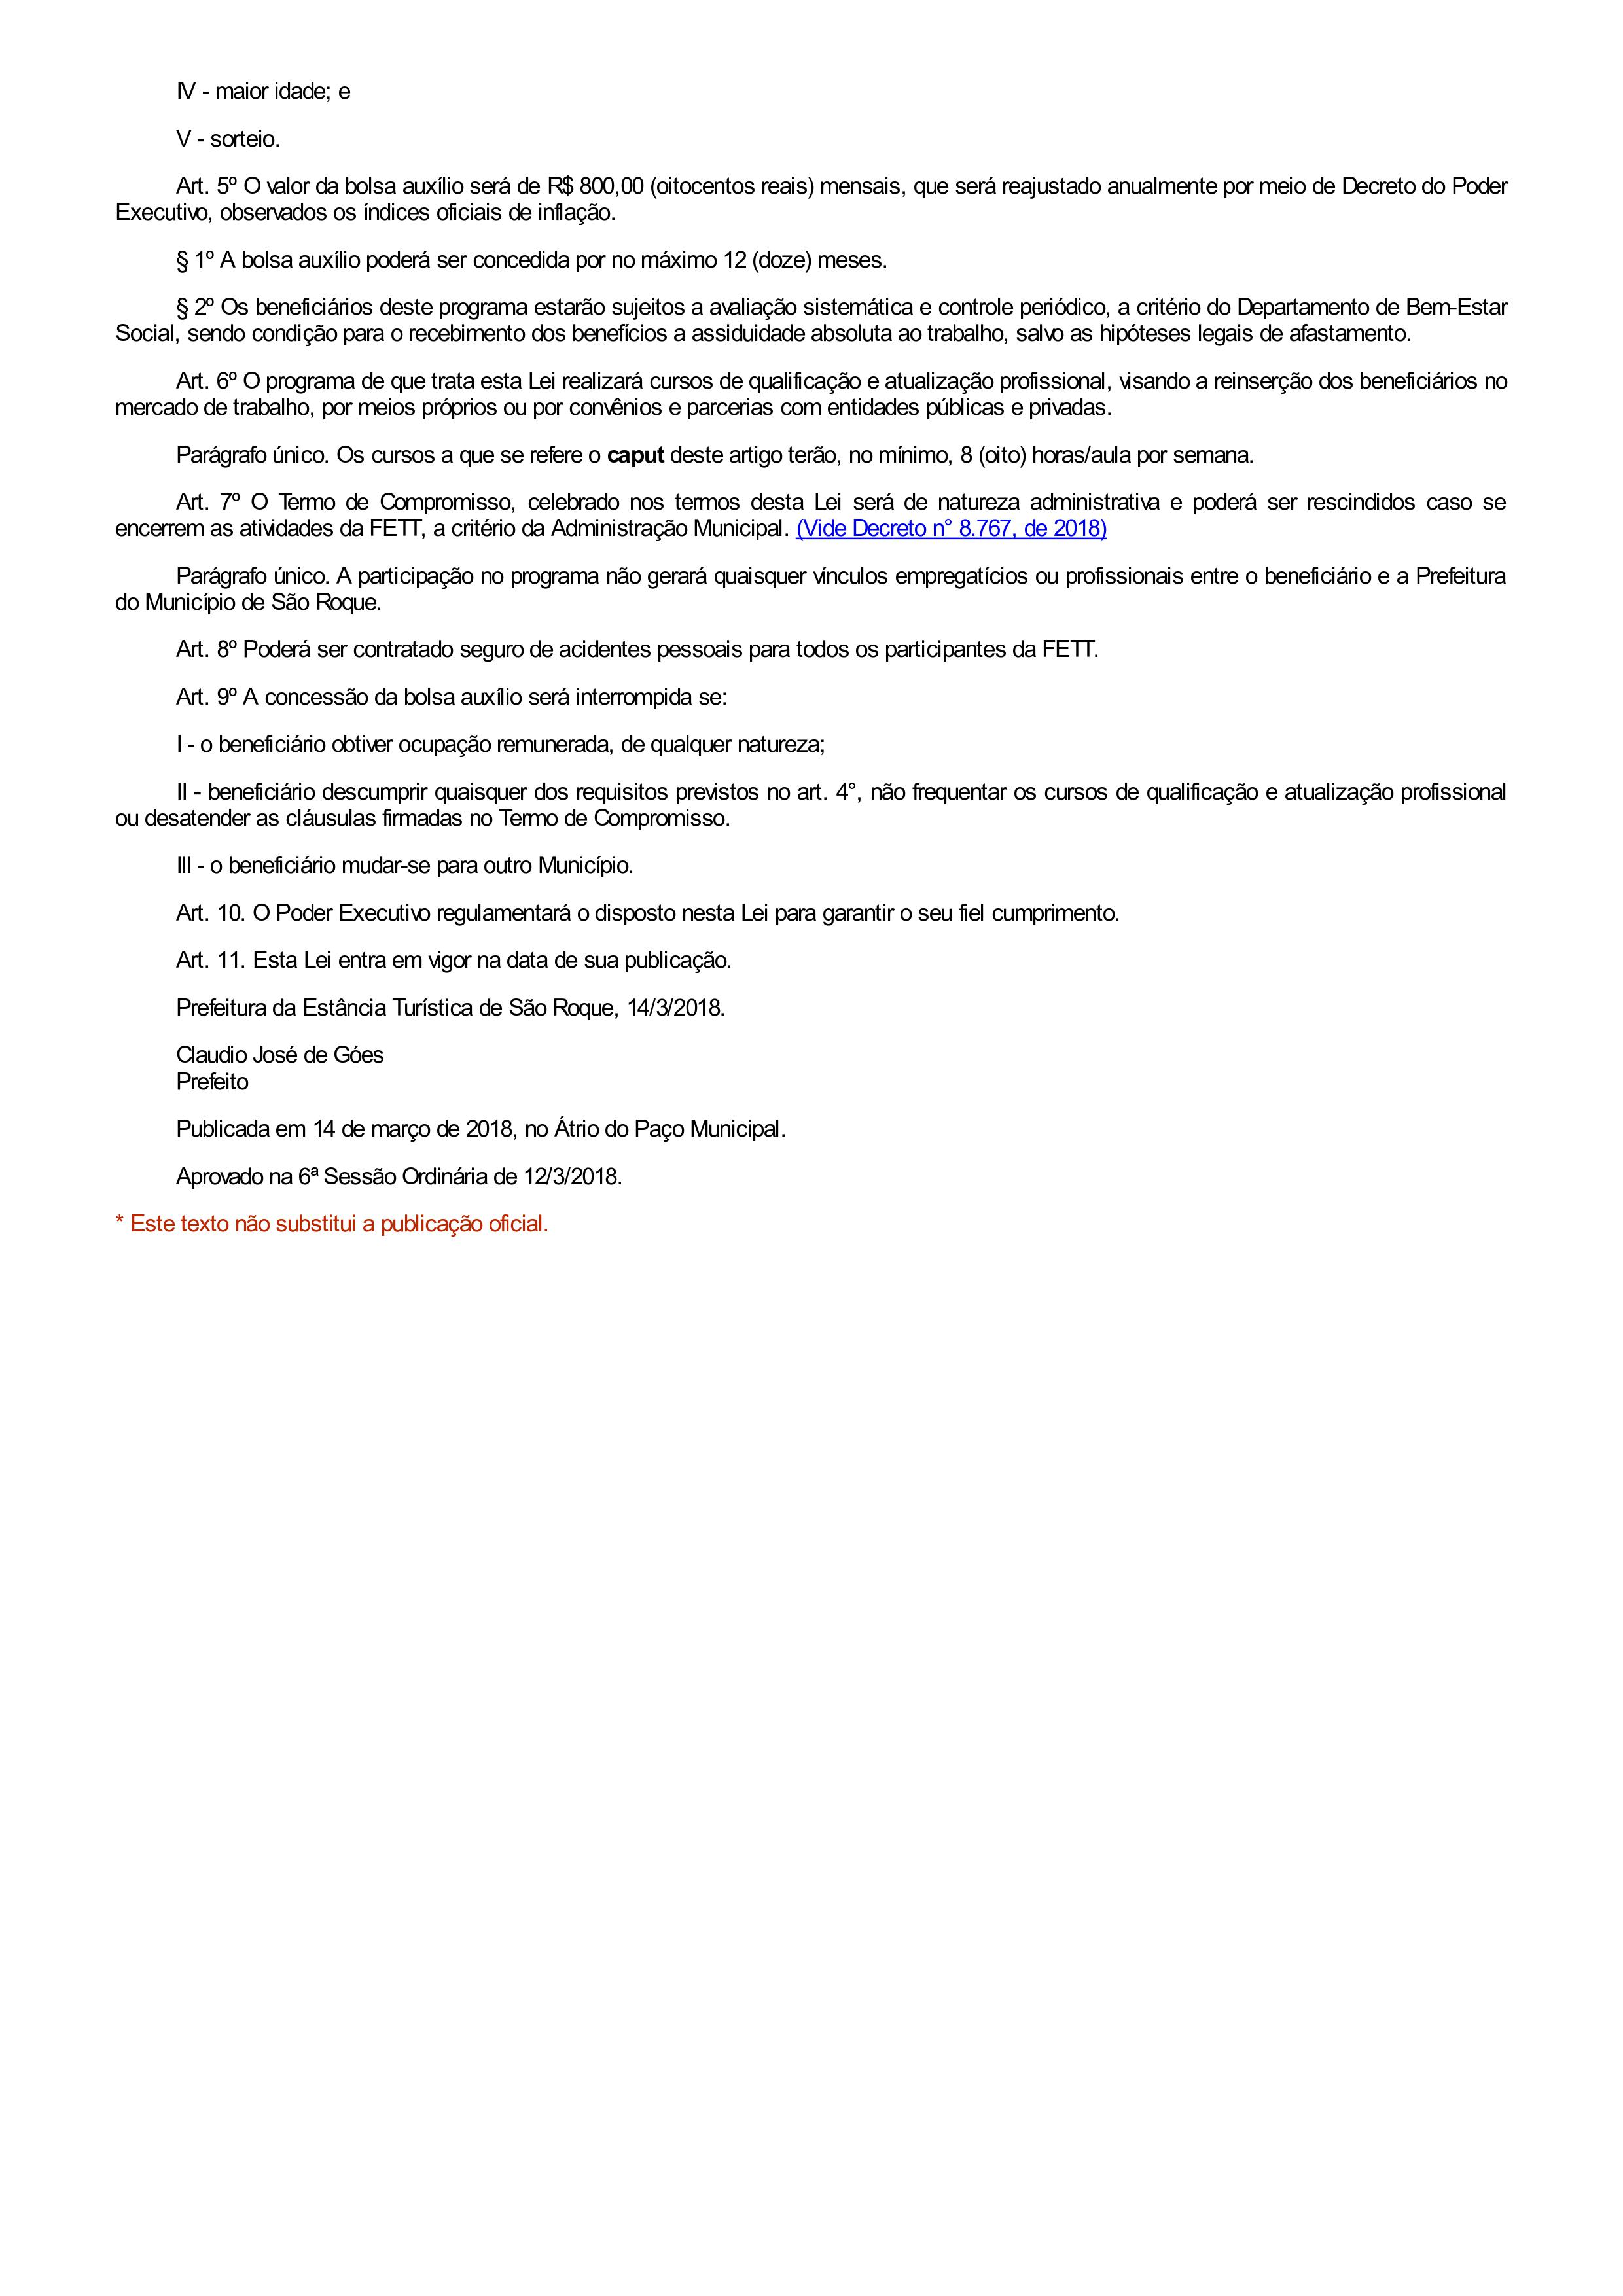 IV - maior idade; e
V - sorteio.
Art. 5º O valor da bolsa auxílio será de R$ 800,00 (oitocentos reais) mensais, que será reajustado anualmente por meio de Decreto do Poder
Executivo, observados os índices oficiais de inflação.
§ 1º A bolsa auxílio poderá ser concedida por no máximo 12 (doze) meses.
§ 2º Os beneficiários deste programa estarão sujeitos a avaliação sistemática e controle periódico, a critério do Departamento de Bem-Estar
Social, sendo condição para o recebimento dos benefícios a assiduidade absoluta ao trabalho, salvo as hipóteses legais de afastamento.
Art. 6º O programa de que trata esta Lei realizará cursos de qualificação e atualização profissional, visando a reinserção dos beneficiários no
mercado de trabalho, por meios próprios ou por convênios e parcerias com entidades públicas e privadas.
Parágrafo único. Os cursos a que se refere o caput deste artigo terão, no mínimo, 8 (oito) horas/aula por semana.
Art. 7º O Termo de Compromisso, celebrado nos termos desta Lei será de natureza administrativa e poderá ser rescindidos caso se
encerrem as atividades da FETT, a critério da Administração Municipal. (Vide Decreto n° 8.767, de 2018)
Parágrafo único. A participação no programa não gerará quaisquer vínculos empregatícios ou profissionais entre o beneficiário e a Prefeitura
do Município de São Roque.
Art. 8º Poderá ser contratado seguro de acidentes pessoais para todos os participantes da FETT.
Art. 9º A concessão da bolsa auxílio será interrompida se:
I - o beneficiário obtiver ocupação remunerada, de qualquer natureza;
II - beneficiário descumprir quaisquer dos requisitos previstos no art. 4°, não frequentar os cursos de qualificação e atualização profissional
ou desatender as cláusulas firmadas no Termo de Compromisso.
III - o beneficiário mudar-se para outro Município.
Art. 10. O Poder Executivo regulamentará o disposto nesta Lei para garantir o seu fiel cumprimento.
Art. 11. Esta Lei entra em vigor na data de sua publicação.
Prefeitura da Estância Turística de São Roque, 14/3/2018.
Claudio José de Góes
Prefeito
Publicada em 14 de março de 2018, no Átrio do Paço Municipal.
Aprovado na 6ª Sessão Ordinária de 12/3/2018.
* Este texto não substitui a publicação oficial.